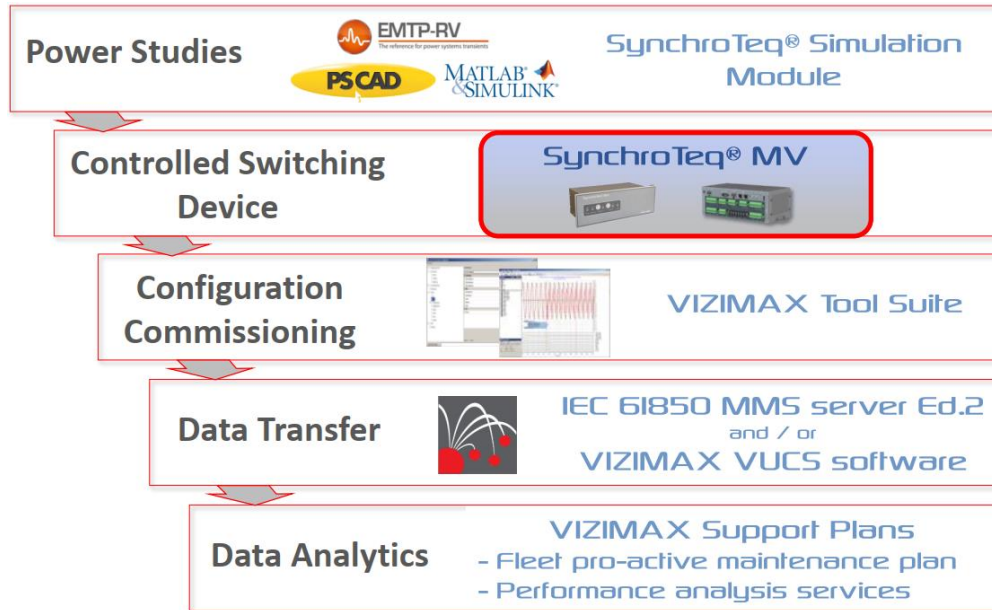 Power Studies
EMTP-RV
The reference for power systems transients
PSCAD
MATLAB®
&SIMULINK®
SynchroTeq® Simulation
Module
Controlled Switching
Device
SynchroTeq® MV
Configuration
Commissioning
VIZIMAX Tool Suite
Data Transfer
IEC 61850 MMS server Ed.2
and / or
VIZIMAX VUCS software
Data Analytics
VIZIMAX Support Plans
- Fleet pro-active maintenance plan
- Performance analysis services